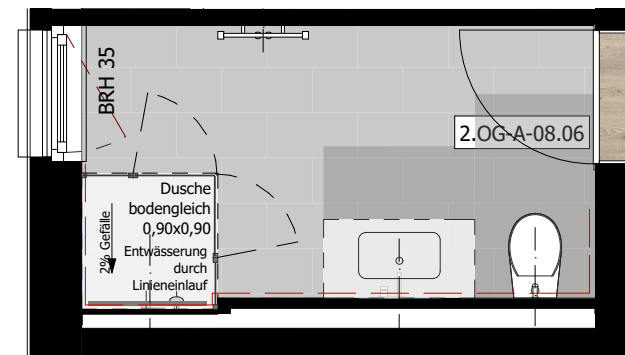 BRH 35
2.OG-A-08.06
Dusche
bodengleich
0,90x0,90
Entwässerung
durch
Linieneinlauf
2% Gefälle